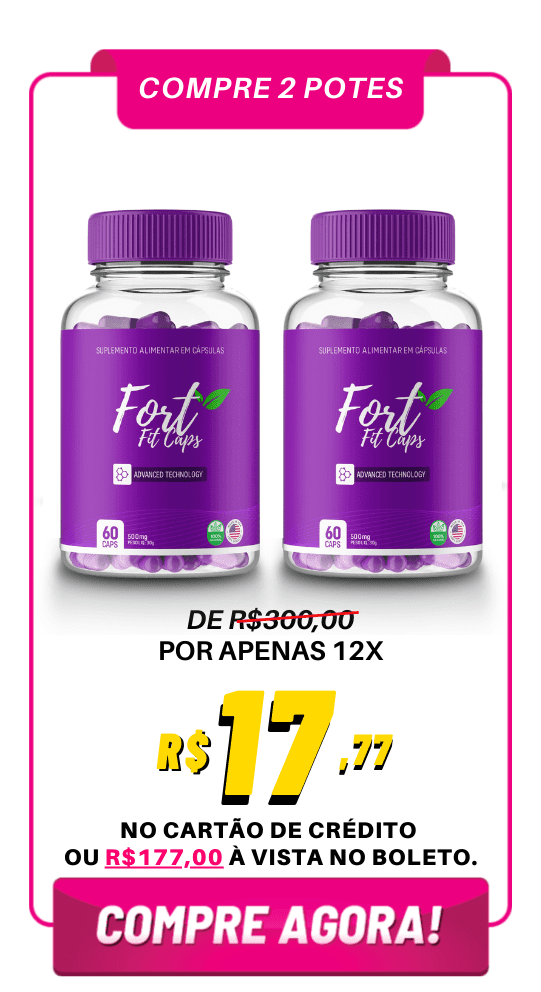 COMPRE 2 POTES
SUPLEMENTO ALIMENTAR EM CÁPSULAS
Fort
Fit Caps
ADVANCED TECHNOLOGY
60
CAPS
500mg
100%
SUPLEMENTO ALIMENTAR EM CÁPSULAS
Fort
Fit Caps
ADVANCED TECHNOLOGY
60
CAPS
500mg
100%
DE R$300,00
POR APENAS 12X
R$17,77
NO CARTÃO DE CRÉDITO
OU R$177,00 À VISTA NO BOLETO.
COMPRE AGORA!